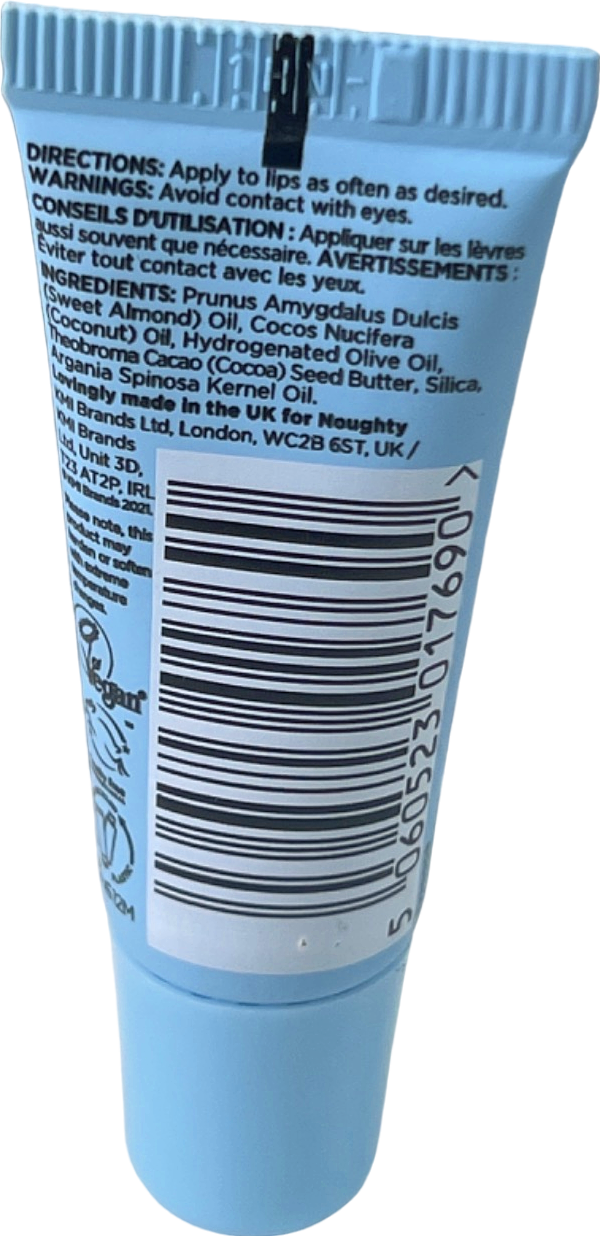 DIRECTIONS: Apply to lips as often as desired.
WARNINGS: Avoid contact with eyes.
CONSEILS D'UTILISATION : Appliquer sur les lèvres
aussi souvent que nécessaire. AVERTISSEMENTS :
Éviter tout contact avec les yeux.
INGREDIENTS: Prunus Amygdalus Dulcis
(Sweet Almond) Oil, Cocos Nucifera
(Coconut) Oil, Hydrogenated Olive Oil,
Theobroma Cacao (Cocoa) Seed Butter, Silica,
Argania Spinosa Kernel Oil.
Lovingly made in the UK for Noughty
KMI Brands Ltd, London, WC2B 6ST, UK /
KMI Brands
Ltd, Unit 3D,
T23 AT2P, IRL
Brands 2021.
Please note, this
product may
harden or soften
with extreme
temperature
changes.
Vegan
12M
5 060523 017690 >